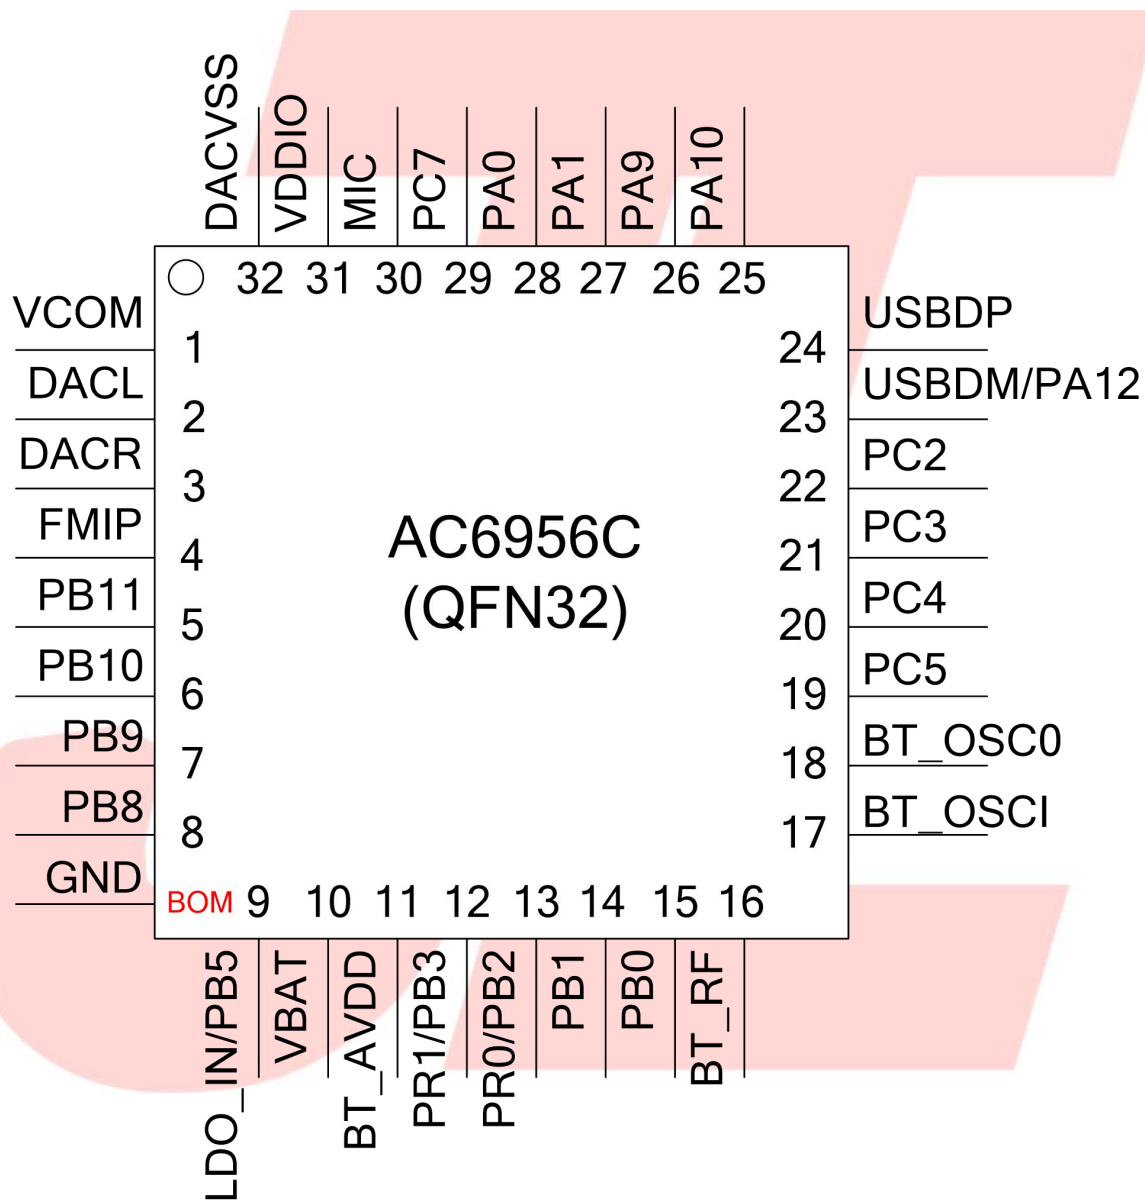 DACVSS
VDDIO
MIC
PC7
PA0
PA1
PA9
PA10
32 31 30 29 28 27 26 25
VCOM
1
DACL
2
DACR
3
FMIP
4
PB11
5
PB10
6
PB9
7
PB8
8
GND
BOM
AC6956C
(QFN32)
USBDP
24
USBDM/PA12
23
PC2
22
PC3
21
PC4
20
PC5
19
BT_OSC0
18
BT_OSCI
17
9 10 11 12 13 14 15 16
LDO_IN/PB5
VBAT
BT_AVDD
PR1/PB3
PR0/PB2
PB1
PB0
BT_RF